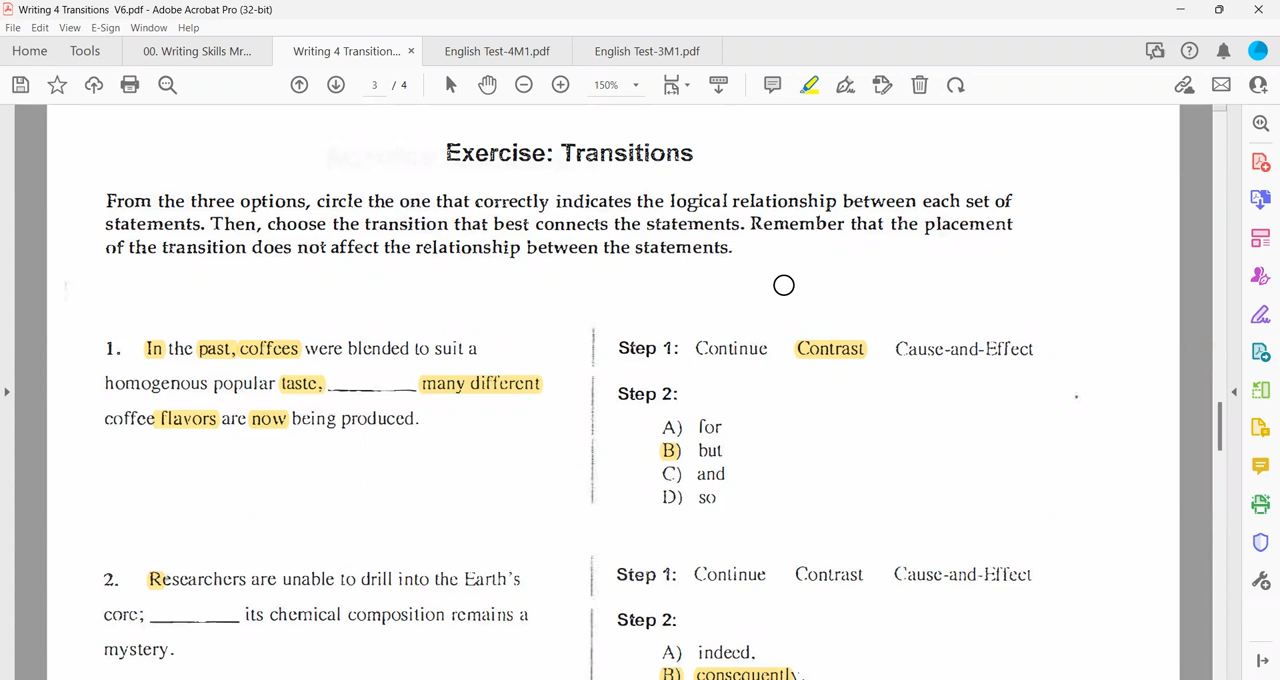 Writing 4 Transitions V6.pdf - Adobe Acrobat Pro (32-bit)
File Edit View E-Sign Window Help
Home Tools 00. Writing Skills Mr... Writing 4 Transition... × English Test-4M1.pdf English Test-3M1.pdf
3 / 4 150%
Exercise: Transitions
From the three options, circle the one that correctly indicates the logical relationship between each set of
statements. Then, choose the transition that best connects the statements. Remember that the placement
of the transition does not affect the relationship between the statements.
1. In the past, coffees were blended to suit a
homogenous popular taste, ________ many different
coffee flavors are now being produced.
Step 1: Continue Contrast Cause-and-Effect
Step 2:
A) for
B) but
C) and
D) so
2. Researchers are unable to drill into the Earth's
core; ________ its chemical composition remains a
mystery.
Step 1: Continue Contrast Cause-and-Effect
Step 2:
A) indeed,
B) consequently,